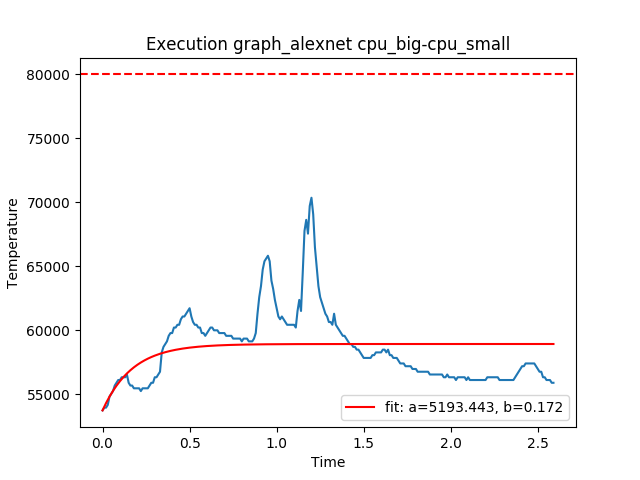 Execution graph_alexnet cpu_big-cpu_small
80000
75000
70000
65000
60000
55000
Temperature
fit: a=5193.443, b=0.172
0.0 0.5 1.0 1.5 2.0 2.5
Time